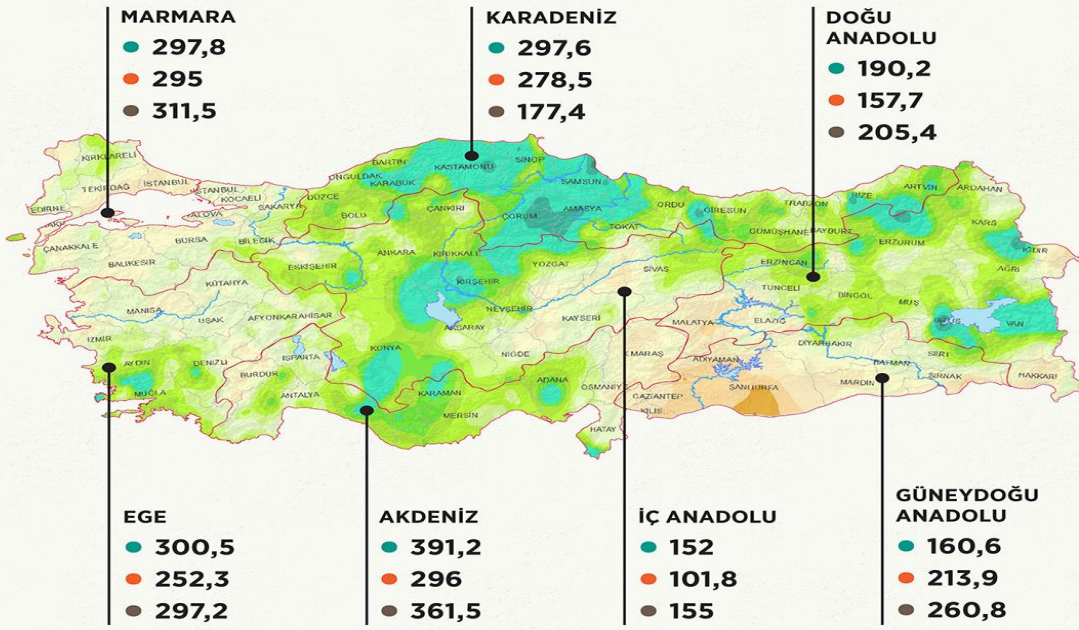 MARMARA
297,8
295
311,5
KARADENİZ
297,6
278,5
177,4
DOĞU
ANADOLU
190,2
157,7
205,4
KIRKLARELİ
TEKİRDAĞ
İSTANBUL
İSTANBUL
KOCAELİ
EDİRNE
YALOVA
SAKARYA
ÇANAKKALE
BURSA
BİLECİK
BALIKESİR
BARTIN
ZONGULDAK
KARABÜK
KASTAMONU
SİNOP
DÜZCE
BOLU
ÇANKIRI
ÇORUM
SAMSUN
AMASYA
TOKAT
ORDU
GİRESUN
TRABZON
RİZE
ARTVİN
ARDAHAN
GÜMÜŞHANE
BAYBURT
ERZURUM
KARS
IĞDIR
AĞRI
ESKİŞEHİR
ANKARA
KIRIKKALE
YOZGAT
SİVAS
ERZİNCAN
TUNCELİ
BİNGÖL
MUŞ
BİTLİS
VAN
KÜTAHYA
KIRŞEHİR
NEVŞEHİR
KAYSERİ
AKSARAY
MALATYA
ELAZIĞ
DİYARBAKIR
BATMAN
SİİRT
ŞIRNAK
HAKKARİ
MANİSA
UŞAK
AFYONKARAHİSAR
İZMİR
AYDIN
DENİZLİ
ISPARTA
BURDUR
KONYA
NİĞDE
K.MARAŞ
ADIYAMAN
MARDİN
MUĞLA
ANTALYA
KARAMAN
MERSİN
ADANA
OSMANİYE
GAZİANTEP
KİLİS
ŞANLIURFA
HATAY
EGE
300,5
252,3
297,2
AKDENİZ
391,2
296
361,5
İÇ ANADOLU
152
101,8
155
GÜNEYDOĞU
ANADOLU
160,6
213,9
260,8